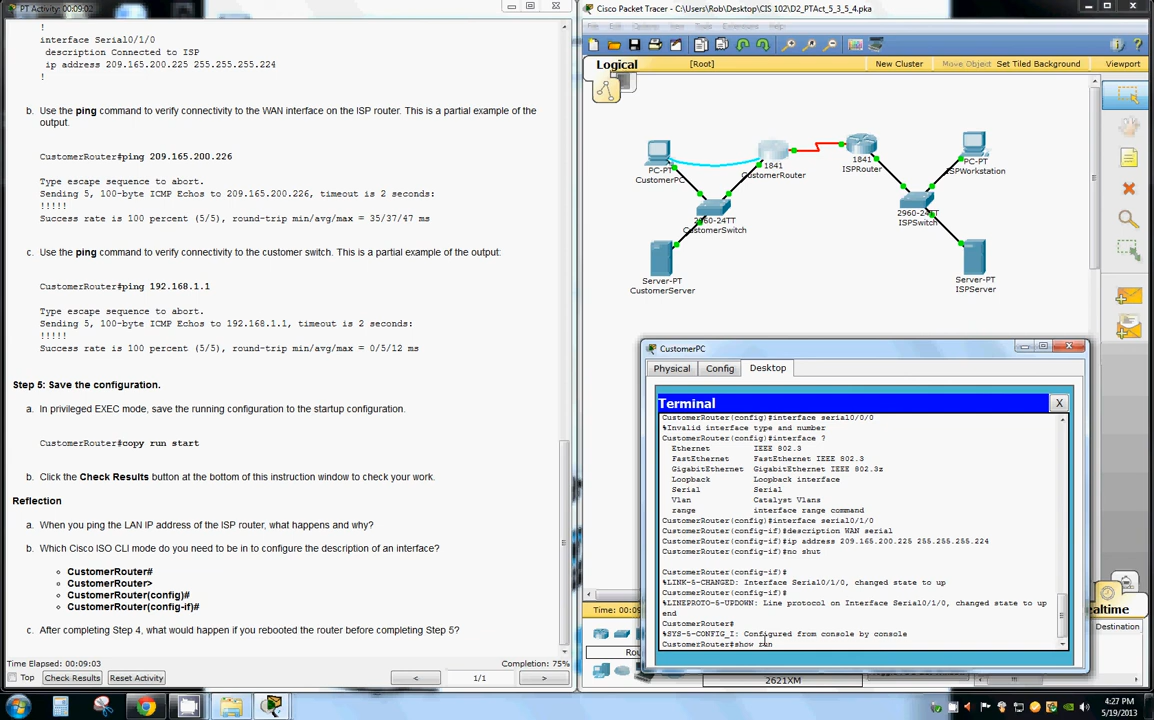 PT Activity: 00:09:02
!
interface Serial0/1/0
description Connected to ISP
ip address 209.165.200.225 255.255.255.224
!
b. Use the ping command to verify connectivity to the WAN interface on the ISP router. This is a partial example of the
output.
CustomerRouter#ping 209.165.200.226
Type escape sequence to abort.
Sending 5, 100-byte ICMP Echos to 209.165.200.226, timeout is 2 seconds:
!!!!!
Success rate is 100 percent (5/5), round-trip min/avg/max = 35/37/47 ms
c. Use the ping command to verify connectivity to the customer switch. This is a partial example of the output:
CustomerRouter#ping 192.168.1.1
Type escape sequence to abort.
Sending 5, 100-byte ICMP Echos to 192.168.1.1, timeout is 2 seconds:
!!!!!
Success rate is 100 percent (5/5), round-trip min/avg/max = 0/5/12 ms
Step 5: Save the configuration.
a. In privileged EXEC mode, save the running configuration to the startup configuration.
CustomerRouter#copy run start
b. Click the Check Results button at the bottom of this instruction window to check your work.
Reflection
a. When you ping the LAN IP address of the ISP router, what happens and why?
b. Which Cisco ISO CLI mode do you need to be in to configure the description of an interface?
CustomerRouter#
CustomerRouter>
CustomerRouter(config)#
CustomerRouter(config-if)#
c. After completing Step 4, what would happen if you rebooted the router before completing Step 5?
Time Elapsed: 00:09:03
Completion: 75%
Top
Check Results
Reset Activity
<
1/1
>
Cisco Packet Tracer - C:\Users\Rob\Desktop\CIS 102\D2_PTAct_5_3_5_4.pka
File Edit Options View Tools Extensions Help
Logical
[Root]
New Cluster
Move Object
Set Tiled Background
Viewport
PC-PT
CustomerPC
1841
CustomerRouter
1841
ISPRouter
PC-PT
ISPWorkstation
2960-24TT
CustomerSwitch
2960-24TT
ISPSwitch
Server-PT
CustomerServer
Server-PT
ISPServer
CustomerPC
Physical
Config
Desktop
Terminal
X
CustomerRouter(config)#interface serial0/0/0
%Invalid interface type and number
CustomerRouter(config)#interface ?
Ethernet IEEE 802.3
FastEthernet FastEthernet IEEE 802.3
GigabitEthernet GigabitEthernet IEEE 802.3z
Loopback Loopback interface
Serial Serial
Vlan Catalyst Vlans
range interface range command
CustomerRouter(config)#interface serial0/1/0
CustomerRouter(config-if)#description WAN serial
CustomerRouter(config-if)#ip address 209.165.200.225 255.255.255.224
CustomerRouter(config-if)#no shut
CustomerRouter(config-if)#
%LINK-5-CHANGED: Interface Serial0/1/0, changed state to up
CustomerRouter(config-if)#
%LINEPROTO-5-UPDOWN: Line protocol on Interface Serial0/1/0, changed state to up
end
CustomerRouter#
%SYS-5-CONFIG_I: Configured from console by console
CustomerRouter#show run
Time: 00:09
ealtime
Destination
Rou
2621XM
4:27 PM
5/19/2013